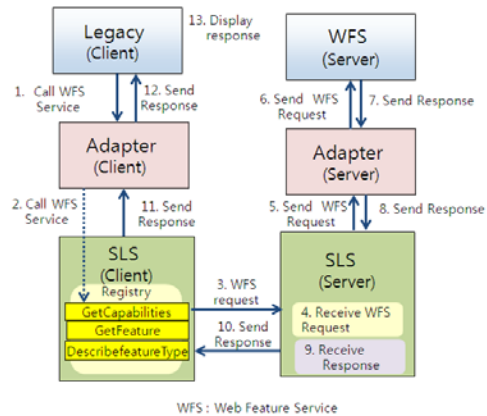 13. Display
response
Legacy
(Client)
WFS
(Server)
1. Call WFS
Service
12. Send
Response
6. Send WFS
Request
7. Send Response
Adapter
(Client)
Adapter
(Server)
2. Call WFS
Service
11. Send
Response
5. Send WFS
Request
8. Send Response
SLS
(Client)
Registry
GetCapabilities
GetFeature
DescribefeatureType
3. WFS
request
10. Send
Response
SLS
(Server)
4. Receive WFS
Request
9. Receive
Response
WFS : Web Feature Service